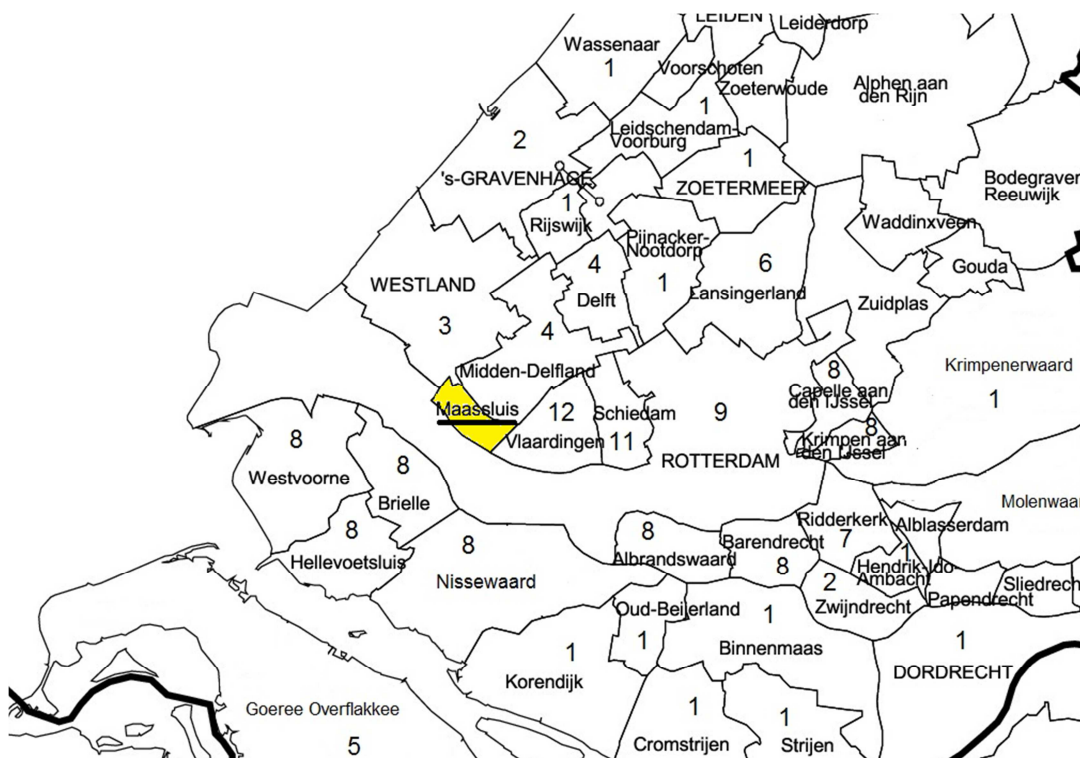 LEIDEN
Leiderdorp
Wassenaar
1
Voorschoten
Zoeterwoude
Alphen aan
den Rijn
1
Leidschendam-
Voorburg
2
1
's-GRAVENHAGE
ZOETERMEER
Bodegraven
Reeuwijk
1
Rijswijk
Waddinxveen
Pijnacker-
Nootdorp
1
4
Delft
6
Lansingerland
Gouda
WESTLAND
3
Zuidplas
4
Midden-Delfland
Krimpenerwaard
1
8
Capelle aan
den IJssel
Maassluis
12
Vlaardingen
Schiedam
11
9
ROTTERDAM
8
Krimpen aan
den IJssel
8
Westvoorne
8
Brielle
Molenwaar
8
Hellevoetsluis
8
Nissewaard
8
Albrandswaard
Barendrecht
8
Ridderkerk
7
Alblasserdam
1
Hendrik-Ido-
Ambacht
2
Zwijndrecht
Papendrecht
Sliedrech
Oud-Beijerland
1
1
Binnenmaas
1
DORDRECHT
1
Korendijk
Goeree Overflakkee
5
1
Cromstrijen
1
Strijen